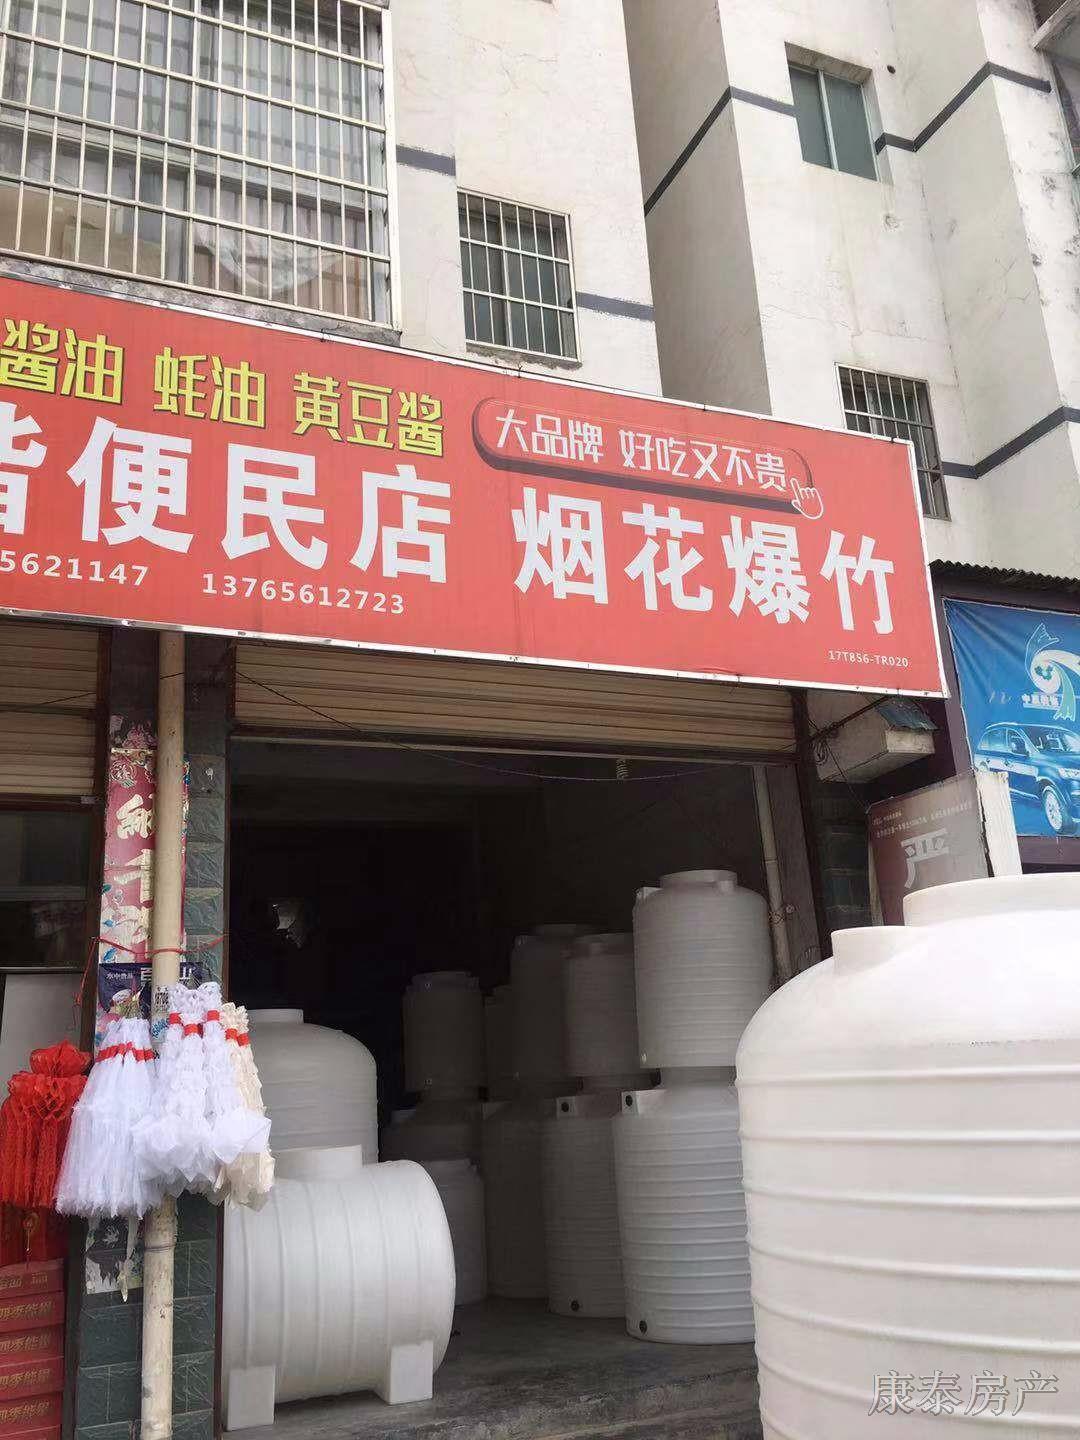 酱油 蚝油 黄豆酱
大品牌 好吃又不贵
便民店 烟花爆竹
5621147 13765612723
17T856-TR020
严
康泰房产